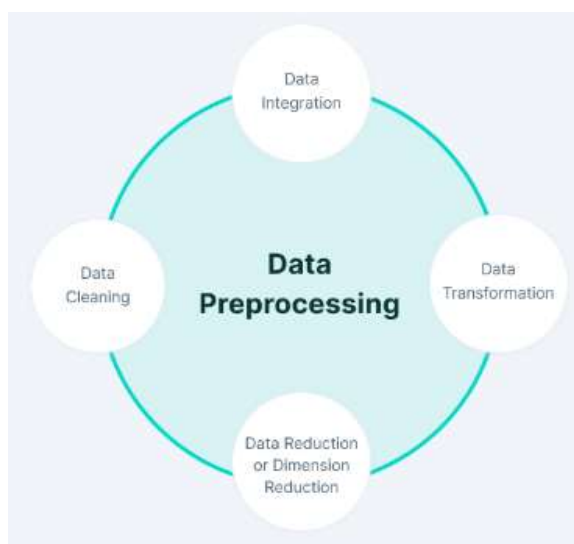 Data
Integration
Data
Cleaning
Data
Preprocessing
Data
Transformation
Data Reduction
or Dimension
Reduction